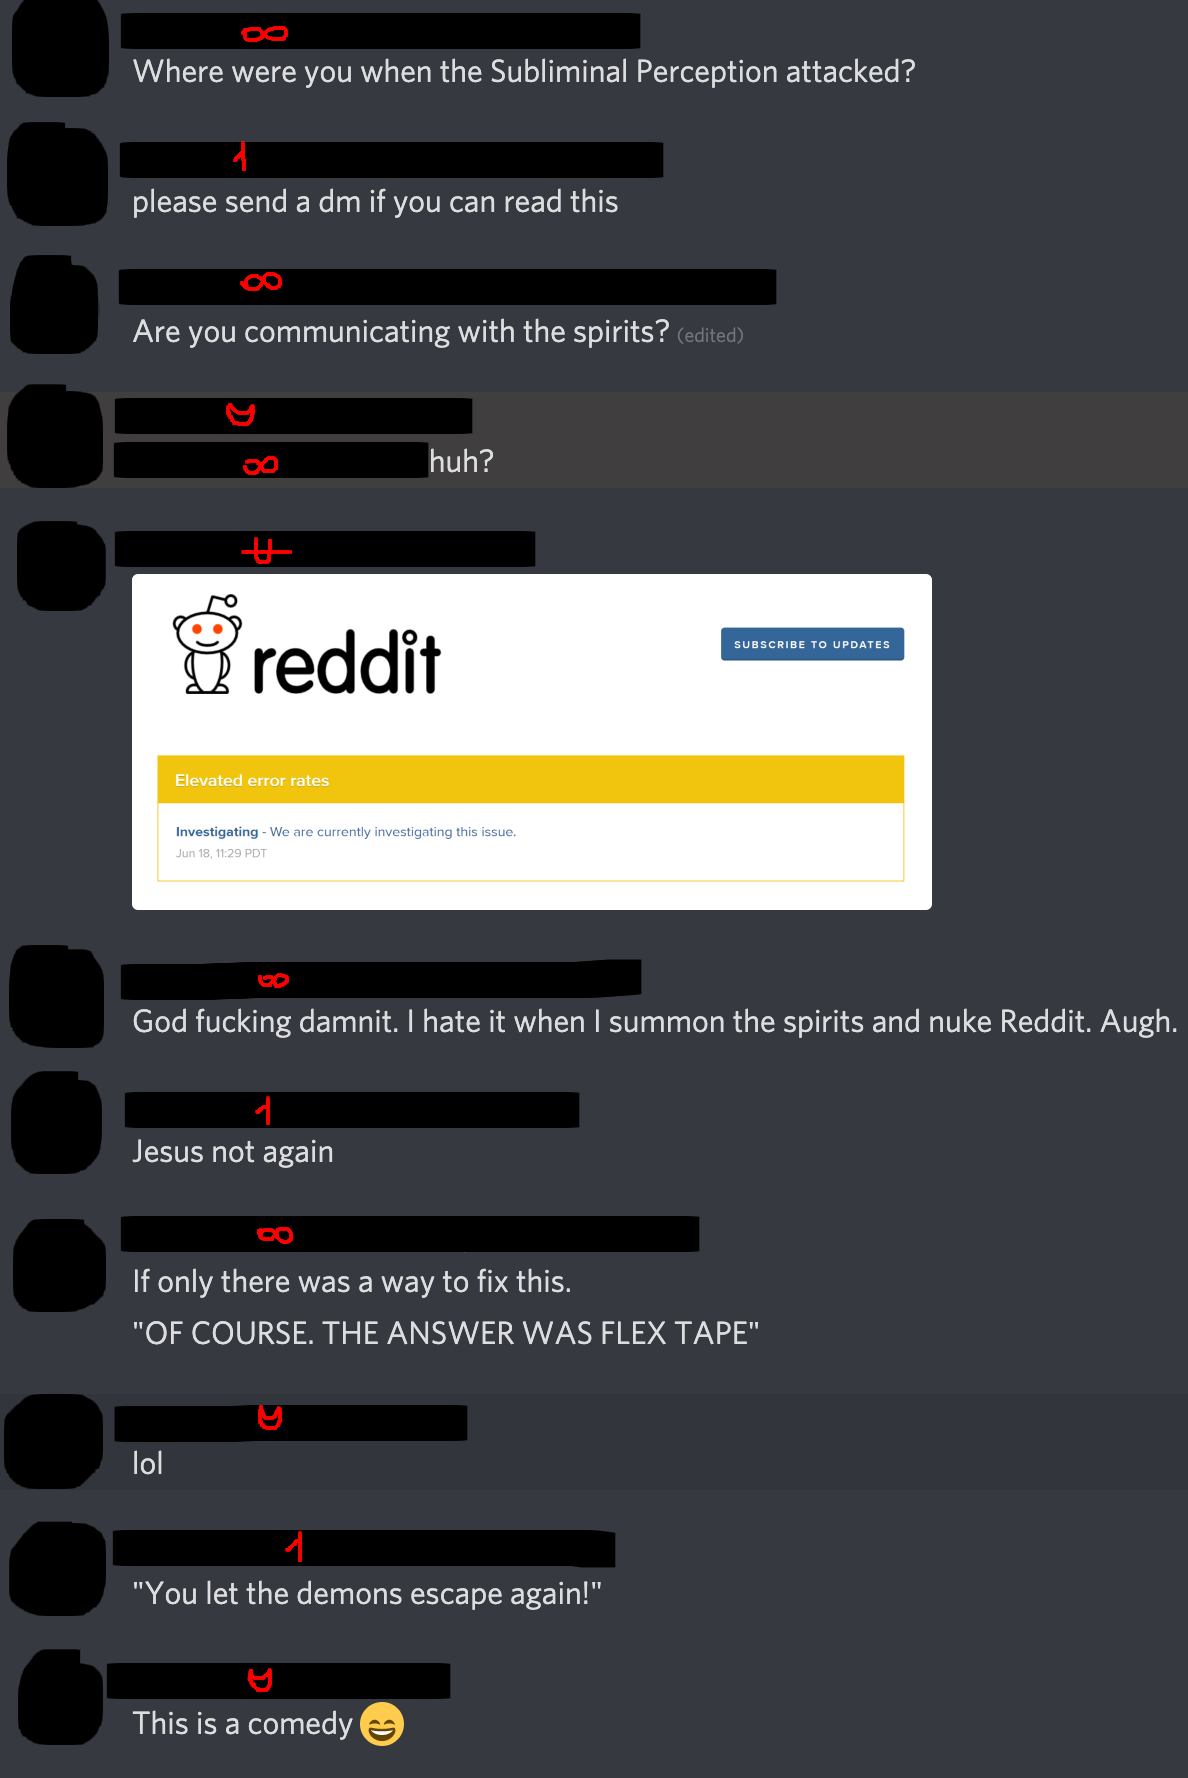 ∞
Where were you when the Subliminal Perception attacked?
1
please send a dm if you can read this
∞
Are you communicating with the spirits? (edited)
∞ huh?
reddit
SUBSCRIBE TO UPDATES
Elevated error rates
Investigating - We are currently investigating this issue.
Jun 18, 11:29 PDT
∞
God fucking damnit. I hate it when I summon the spirits and nuke Reddit. Augh.
1
Jesus not again
∞
If only there was a way to fix this.
"OF COURSE. THE ANSWER WAS FLEX TAPE"
lol
1
"You let the demons escape again!"
This is a comedy 😄